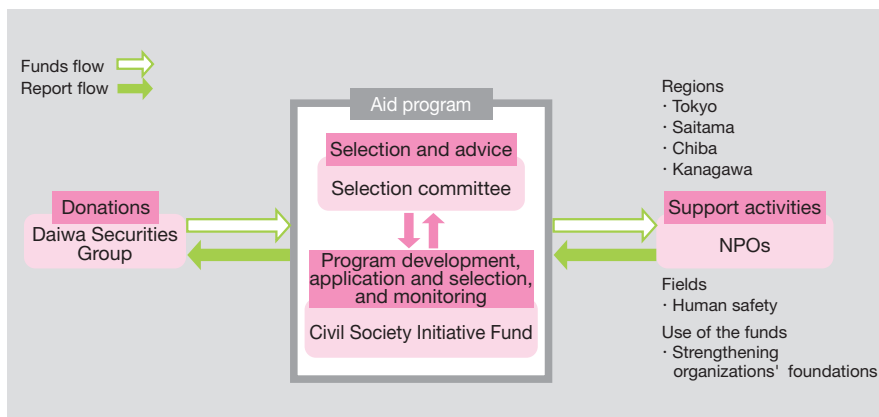 Funds flow
Report flow
Aid program
Selection and advice
Selection committee
Program development,
application and selection,
and monitoring
Civil Society Initiative Fund
Donations
Daiwa Securities
Group
Regions
· Tokyo
· Saitama
· Chiba
· Kanagawa
Support activities
NPOs
Fields
· Human safety
Use of the funds
· Strengthening
organizations' foundations